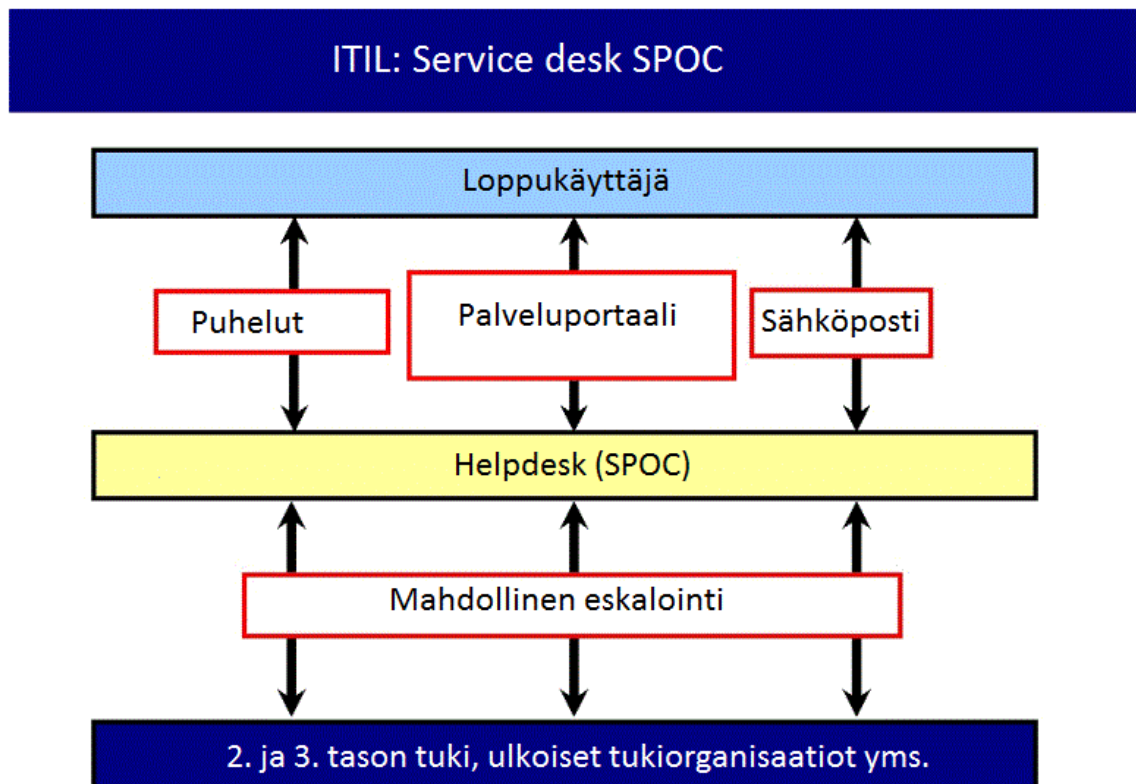 ITIL: Service desk SPOC
Loppukäyttäjä
Puhelut
Palveluportaali
Sähköposti
Helpdesk (SPOC)
Mahdollinen eskalointi
2. ja 3. tason tuki, ulkoiset tukiorganisaatiot yms.